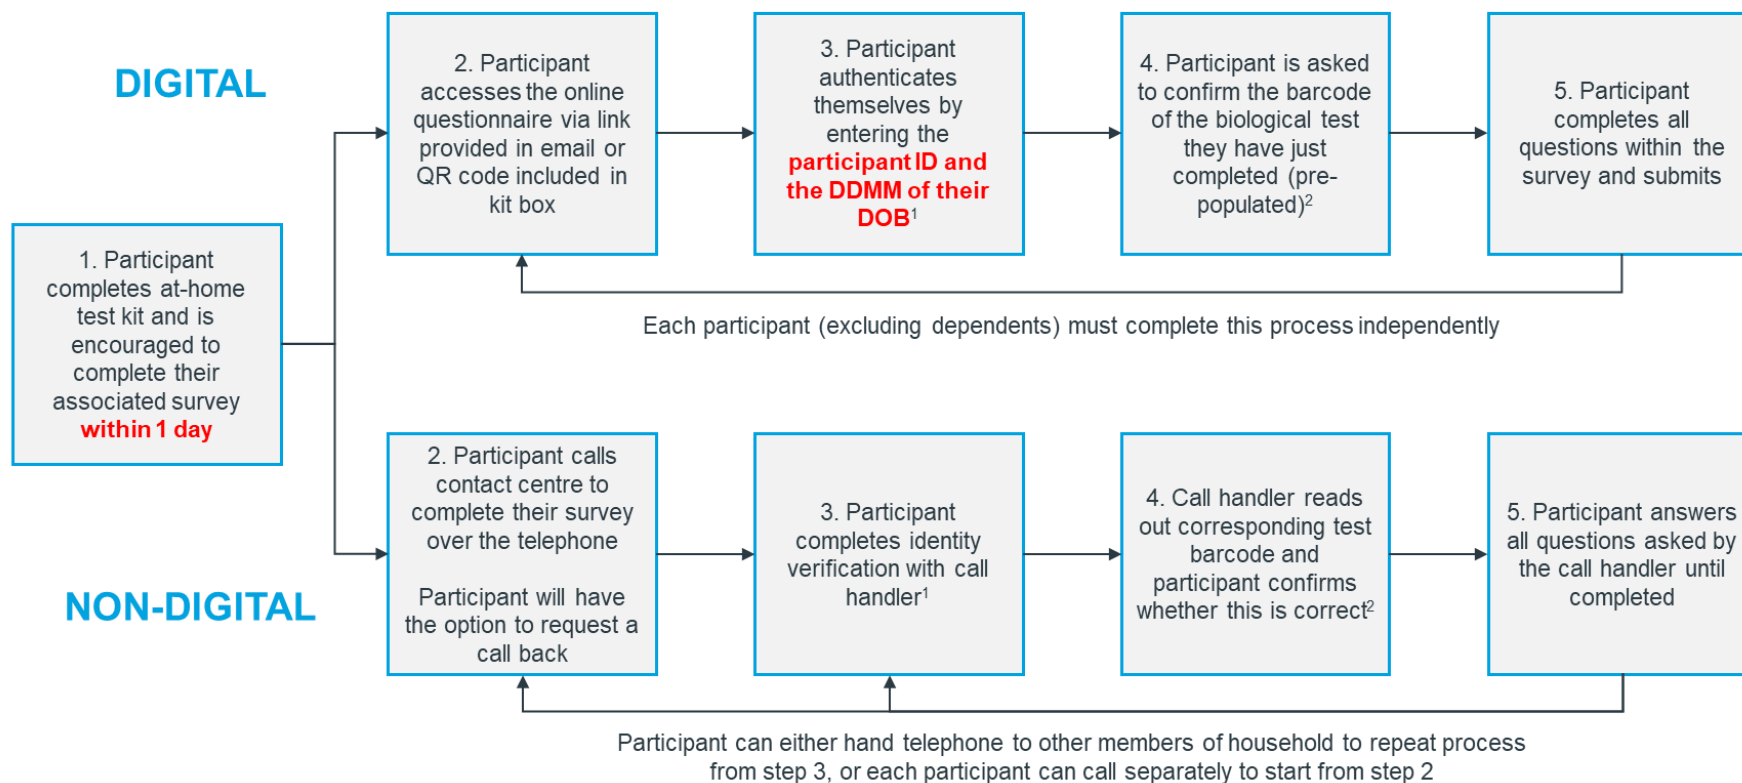 DIGITAL
1. Participant
completes at-home
test kit and is
encouraged to
complete their
associated survey
within 1 day
2. Participant
accesses the online
questionnaire via link
provided in email or
QR code included in
kit box
3. Participant
authenticates
themselves by
entering the
participant ID and
the DDMM of their
DOB¹
4. Participant is asked
to confirm the barcode
of the biological test
they have just
completed (pre-
populated)²
5. Participant
completes all
questions within the
survey and submits
Each participant (excluding dependents) must complete this process independently
NON-DIGITAL
2. Participant calls
contact centre to
complete their survey
over the telephone
Participant will have
the option to request a
call back
3. Participant
completes identity
verification with call
handler¹
4. Call handler reads
out corresponding test
barcode and
participant confirms
whether this is correct²
5. Participant answers
all questions asked by
the call handler until
completed
Participant can either hand telephone to other members of household to repeat process
from step 3, or each participant can call separately to start from step 2